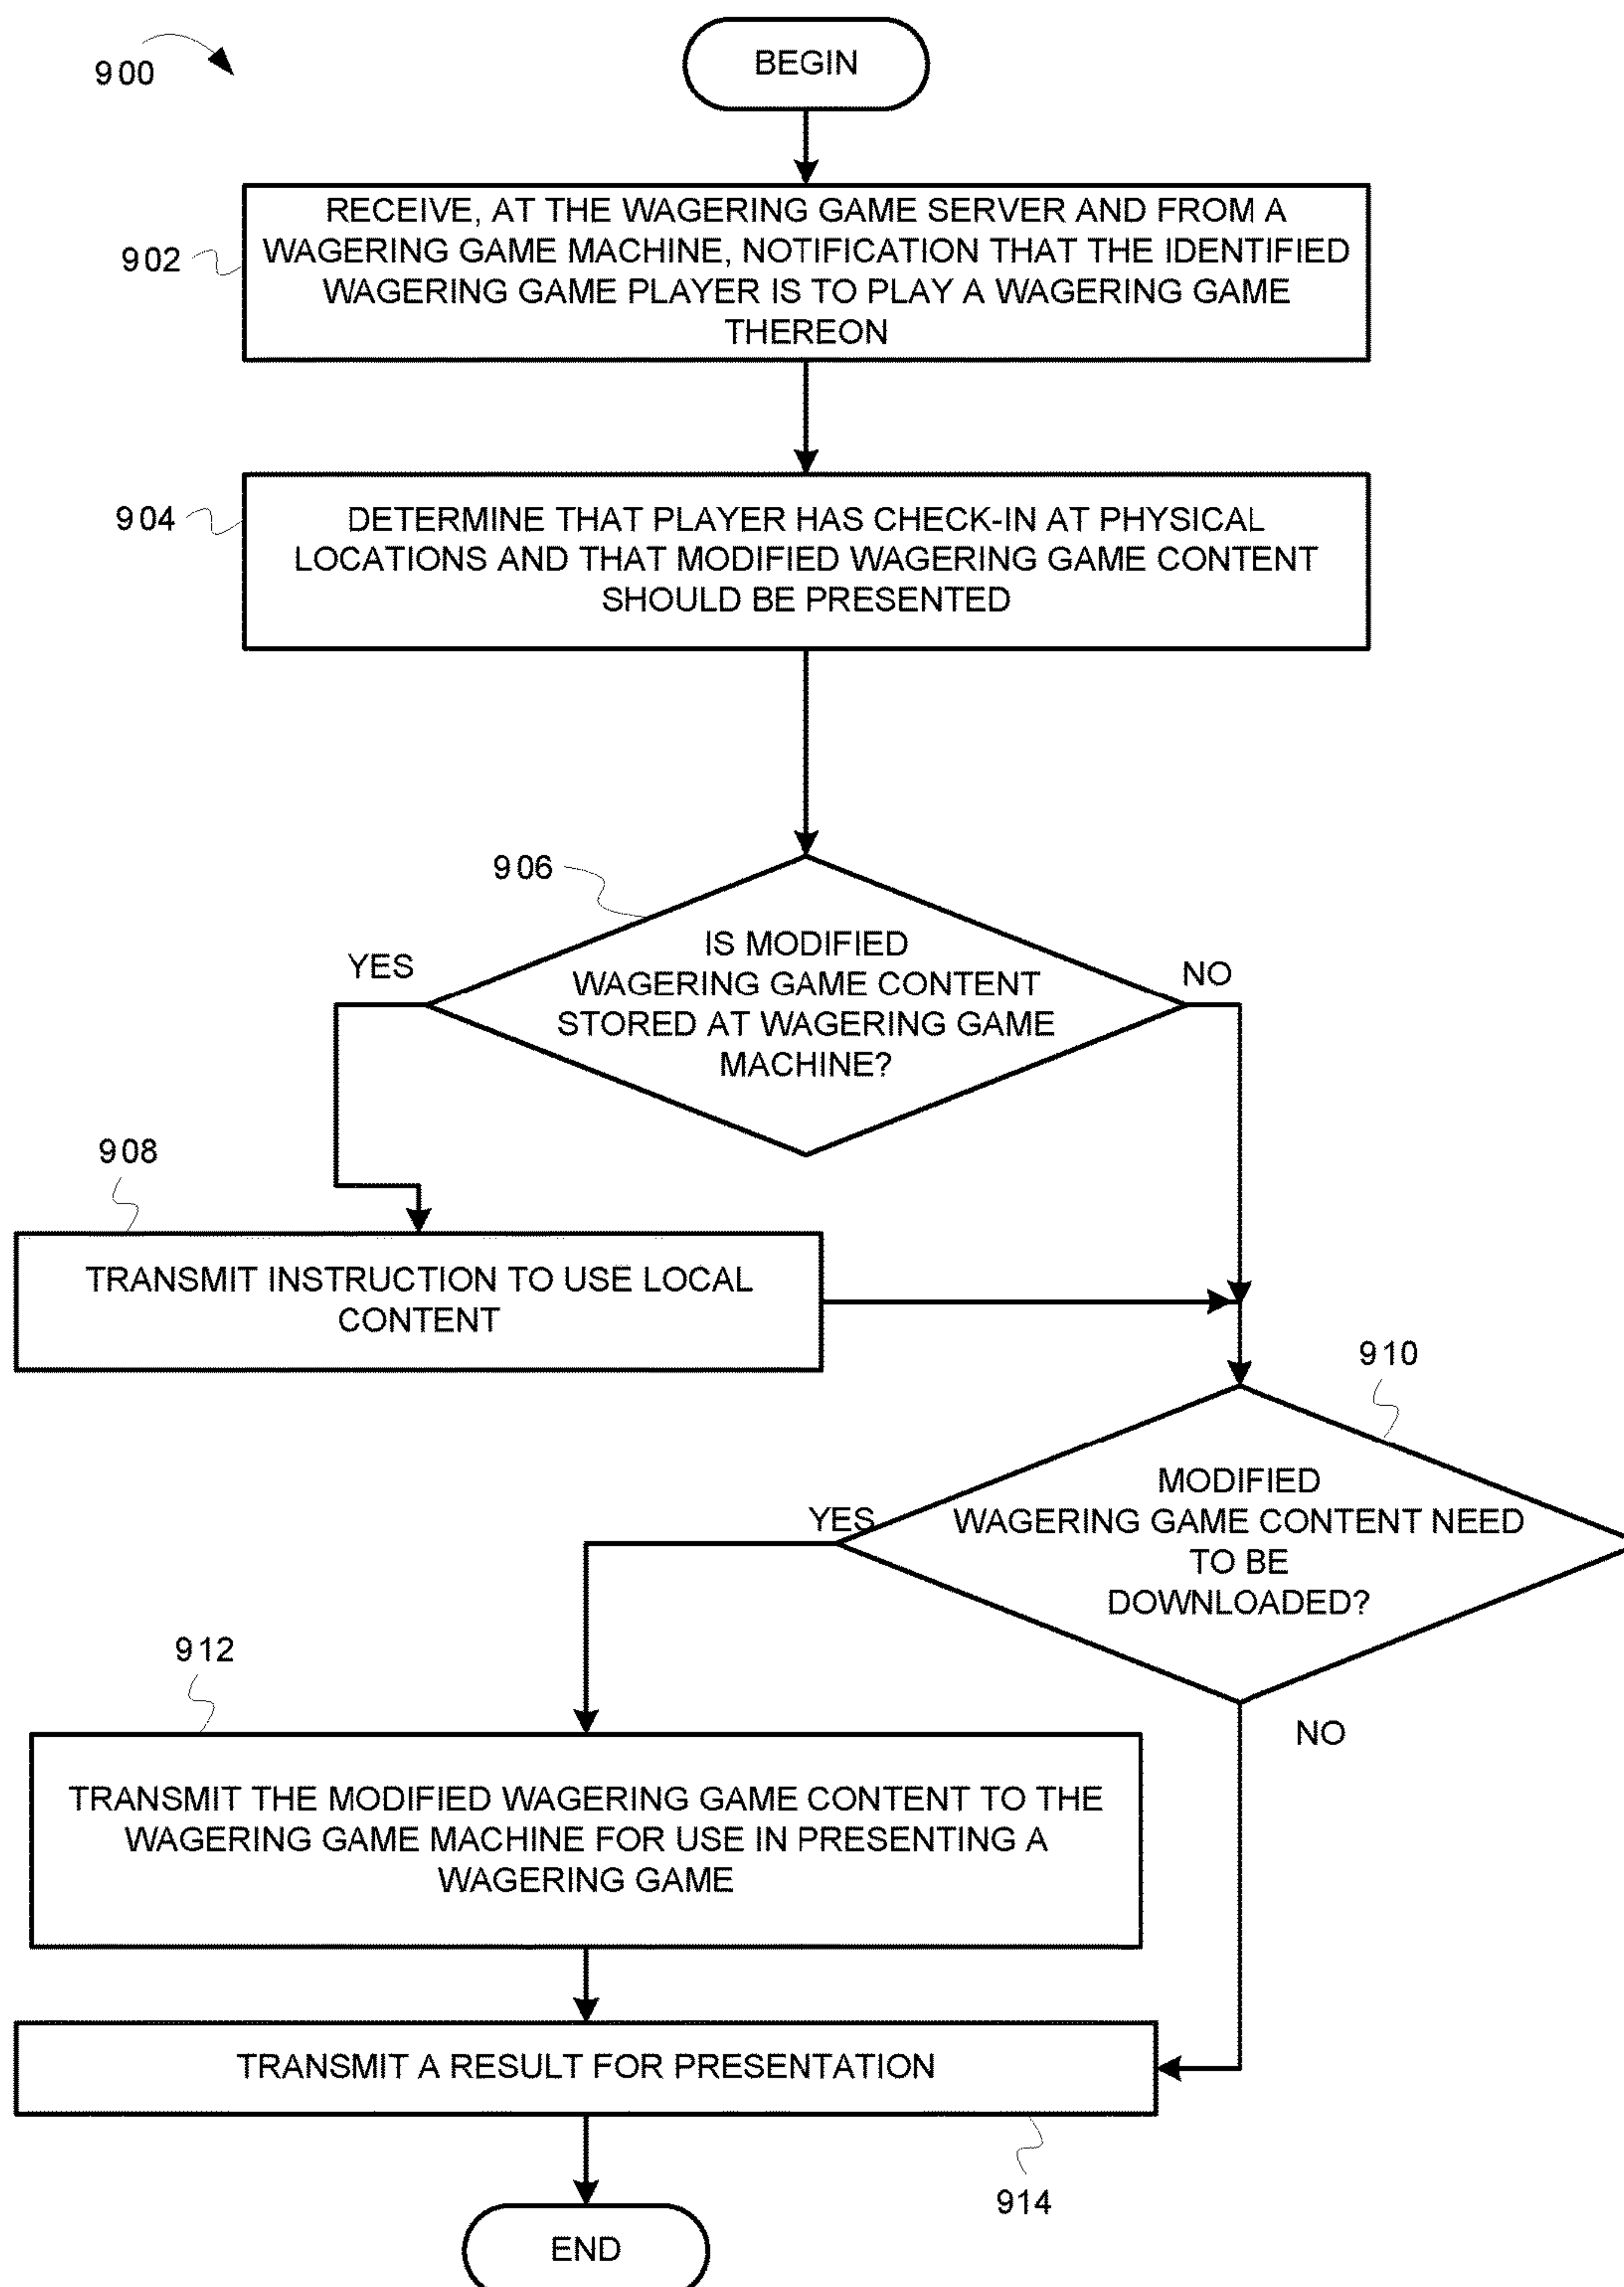 900
BEGIN
902
RECEIVE, AT THE WAGERING GAME SERVER AND FROM A
WAGERING GAME MACHINE, NOTIFICATION THAT THE IDENTIFIED
WAGERING GAME PLAYER IS TO PLAY A WAGERING GAME
THEREON
904
DETERMINE THAT PLAYER HAS CHECK-IN AT PHYSICAL
LOCATIONS AND THAT MODIFIED WAGERING GAME CONTENT
SHOULD BE PRESENTED
906
IS MODIFIED
WAGERING GAME CONTENT
STORED AT WAGERING GAME
MACHINE?
YES
NO
908
TRANSMIT INSTRUCTION TO USE LOCAL
CONTENT
910
MODIFIED
WAGERING GAME CONTENT NEED
TO BE
DOWNLOADED?
YES
NO
912
TRANSMIT THE MODIFIED WAGERING GAME CONTENT TO THE
WAGERING GAME MACHINE FOR USE IN PRESENTING A
WAGERING GAME
TRANSMIT A RESULT FOR PRESENTATION
914
END